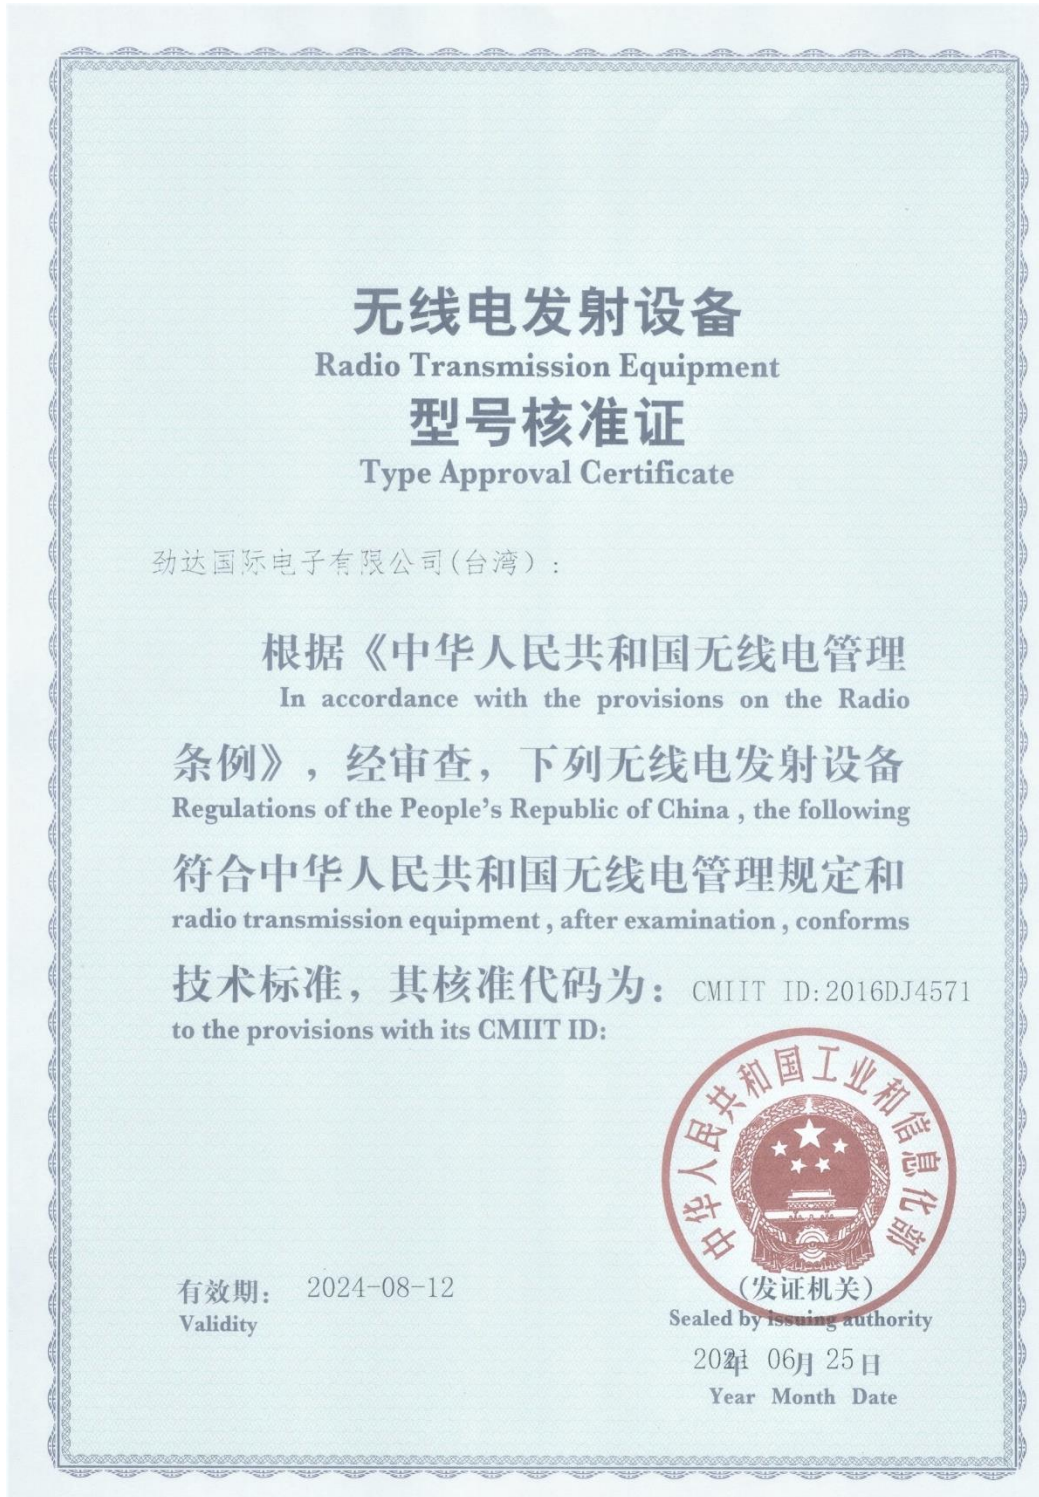 无线电发射设备
Radio Transmission Equipment
型号核准证
Type Approval Certificate
劲达国际电子有限公司(台湾)：
根据《中华人民共和国无线电管理
In accordance with the provisions on the Radio
条例》，经审查，下列无线电发射设备
Regulations of the People's Republic of China , the following
符合中华人民共和国无线电管理规定和
radio transmission equipment , after examination , conforms
技术标准，其核准代码为：CMIIT ID:2016DJ4571
to the provisions with its CMIIT ID:
中华人民共和国工业和信息化部
有效期： 2024-08-12
Validity
(发证机关)
Sealed by issuing authority
2021年 06月 25日
Year Month Date